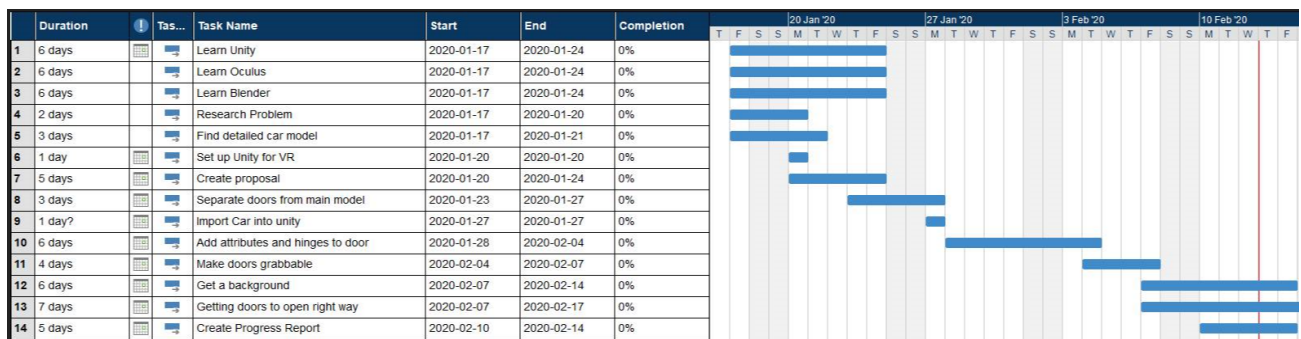 Duration Tas... Task Name Start End Completion 20 Jan '20 27 Jan '20 3 Feb '20 10 Feb '20
T F S S M T W T F S S M T W T F S S M T W T F S S M T W T F
1 6 days Learn Unity 2020-01-17 2020-01-24 0%
2 6 days Learn Oculus 2020-01-17 2020-01-24 0%
3 6 days Learn Blender 2020-01-17 2020-01-24 0%
4 2 days Research Problem 2020-01-17 2020-01-20 0%
5 3 days Find detailed car model 2020-01-17 2020-01-21 0%
6 1 day Set up Unity for VR 2020-01-20 2020-01-20 0%
7 5 days Create proposal 2020-01-20 2020-01-24 0%
8 3 days Separate doors from main model 2020-01-23 2020-01-27 0%
9 1 day? Import Car into unity 2020-01-27 2020-01-27 0%
10 6 days Add attributes and hinges to door 2020-01-28 2020-02-04 0%
11 4 days Make doors grabbable 2020-02-04 2020-02-07 0%
12 6 days Get a background 2020-02-07 2020-02-14 0%
13 7 days Getting doors to open right way 2020-02-07 2020-02-17 0%
14 5 days Create Progress Report 2020-02-10 2020-02-14 0%